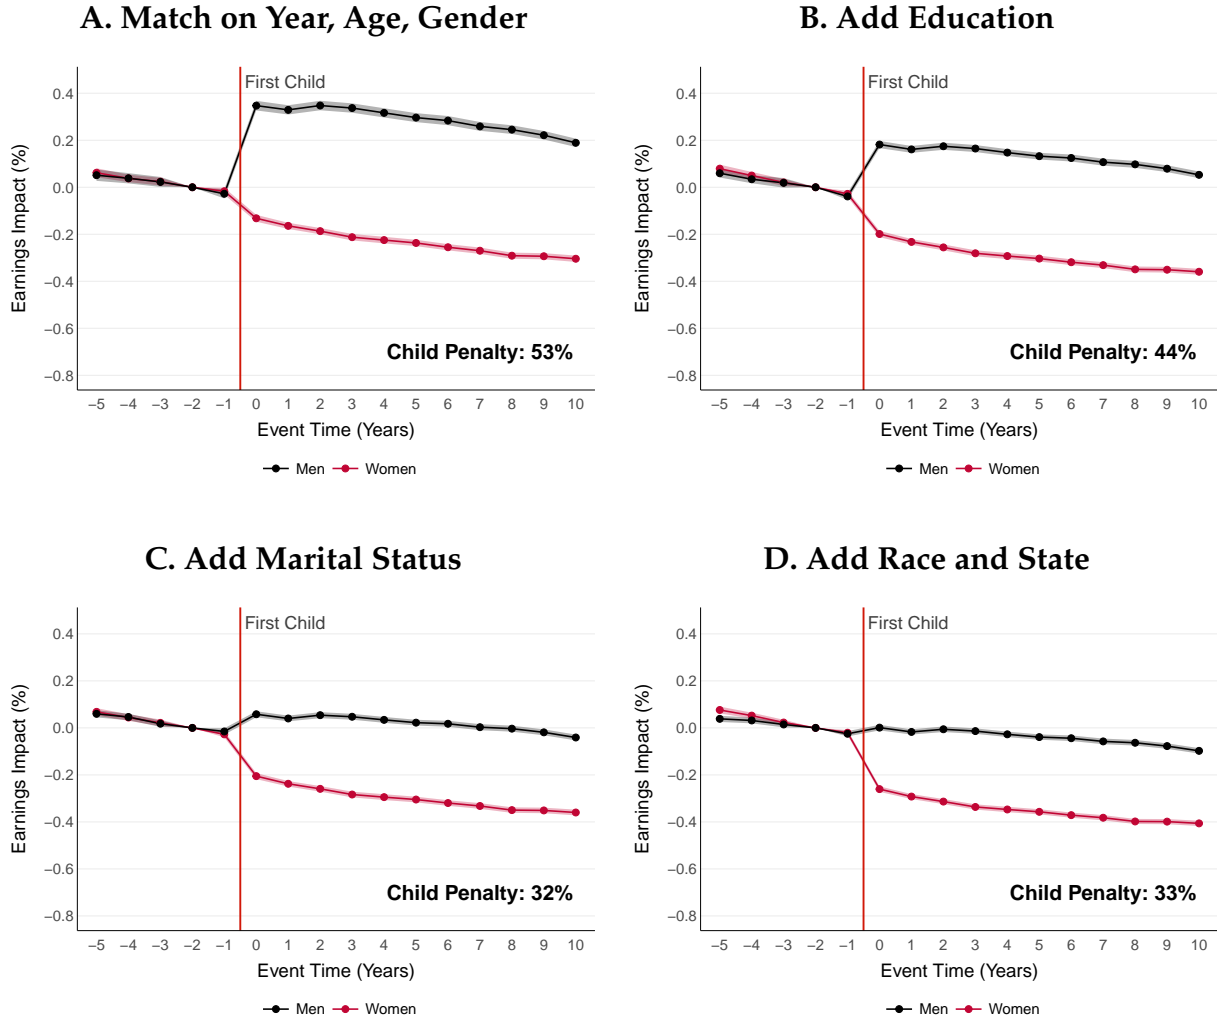 A. Match on Year, Age, Gender
First Child
Earnings Impact (%)
0.4
0.2
0.0
−0.2
−0.4
−0.6
−0.8
Child Penalty: 53%
−5 −4 −3 −2 −1 0 1 2 3 4 5 6 7 8 9 10
Event Time (Years)
Men Women
B. Add Education
First Child
Earnings Impact (%)
0.4
0.2
0.0
−0.2
−0.4
−0.6
−0.8
Child Penalty: 44%
−5 −4 −3 −2 −1 0 1 2 3 4 5 6 7 8 9 10
Event Time (Years)
Men Women
C. Add Marital Status
First Child
Earnings Impact (%)
0.4
0.2
0.0
−0.2
−0.4
−0.6
−0.8
Child Penalty: 32%
−5 −4 −3 −2 −1 0 1 2 3 4 5 6 7 8 9 10
Event Time (Years)
Men Women
D. Add Race and State
First Child
Earnings Impact (%)
0.4
0.2
0.0
−0.2
−0.4
−0.6
−0.8
Child Penalty: 33%
−5 −4 −3 −2 −1 0 1 2 3 4 5 6 7 8 9 10
Event Time (Years)
Men Women